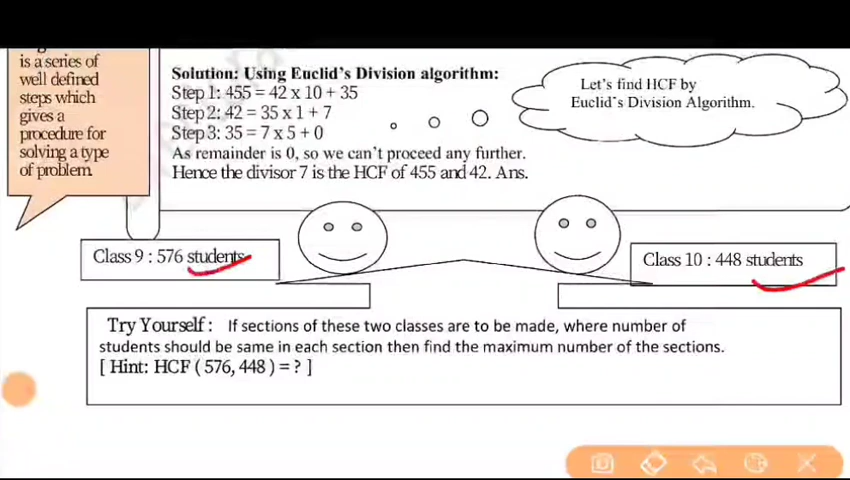 is a series of
well defined
steps which
gives a
procedure for
solving a type
of problem.
Solution: Using Euclid's Division algorithm:
Step 1: 455 = 42 x 10 + 35
Step 2: 42 = 35 x 1 + 7
Step 3: 35 = 7 x 5 + 0
As remainder is 0, so we can't proceed any further.
Hence the divisor 7 is the HCF of 455 and 42. Ans.
Let's find HCF by
Euclid's Division Algorithm.
Class 9 : 576 students
Class 10 : 448 students
Try Yourself : If sections of these two classes are to be made, where number of
students should be same in each section then find the maximum number of the sections.
[ Hint: HCF ( 576, 448 ) = ? ]